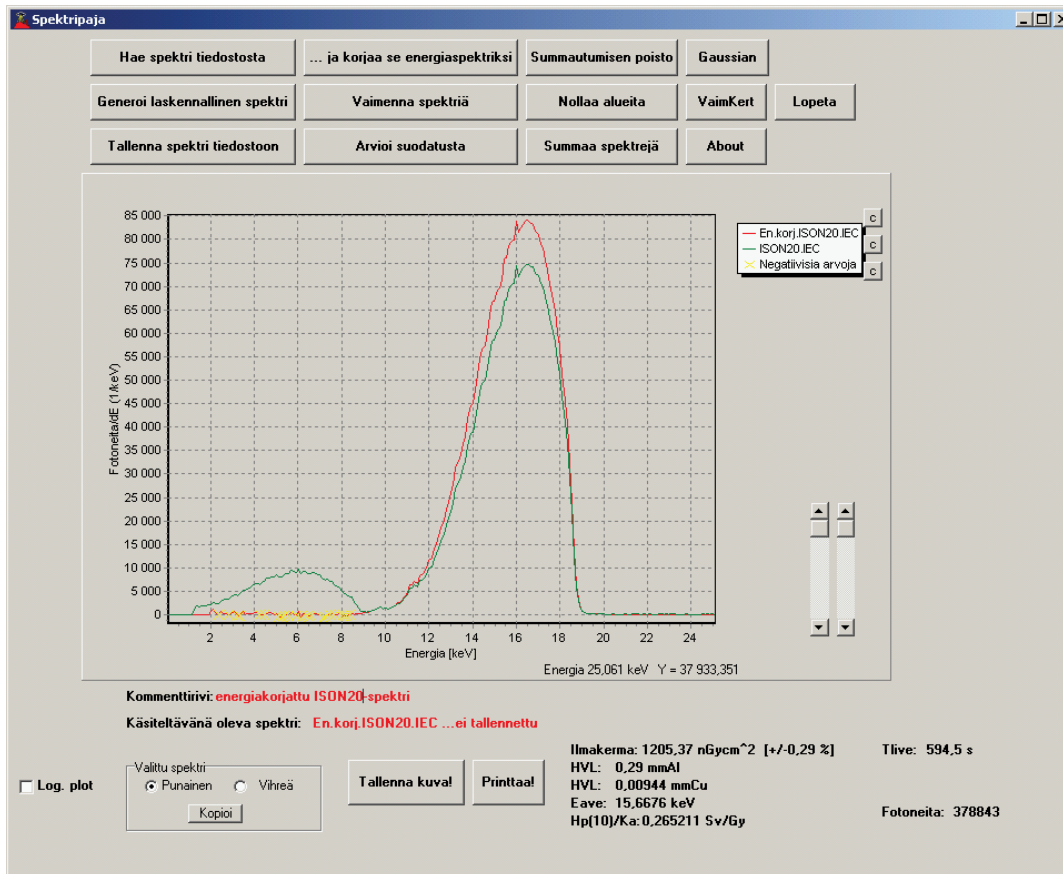 Spektripaja
Hae spektri tiedostosta
... ja korjaa se energiaspektriksi
Summautumisen poisto
Gaussian
Generoi laskennallinen spektri
Vaimenna spektriä
Nollaa alueita
VaimKert
Lopeta
Tallenna spektri tiedostoon
Arvioi suodatusta
Summaa spektrejä
About
85 000
80 000
75 000
70 000
65 000
60 000
55 000
50 000
45 000
40 000
35 000
30 000
25 000
20 000
15 000
10 000
5 000
0
Fotoneita/dE (1/keV)
2 4 6 8 10 12 14 16 18 20 22 24
Energia [keV]
En.korj.ISON20.IEC
ISON20.IEC
Negatiivisia arvoja
c
c
c
Energia 25,061 keV Y = 37 933,351
Kommenttirivi: energiakorjattu ISON20-spektri
Käsiteltävänä oleva spektri: En.korj.ISON20.IEC ...ei tallennettu
Log. plot
Valittu spektri
Punainen Vihreä
Kopioi
Tallenna kuva!
Printtaa!
Ilmakerma: 1205,37 nGycm^2 [+/-0,29 %]
HVL: 0,29 mmAl
HVL: 0,00944 mmCu
Eave: 15,6676 keV
Hp(10)/Ka: 0,265211 Sv/Gy
Tlive: 594,5 s
Fotoneita: 378843